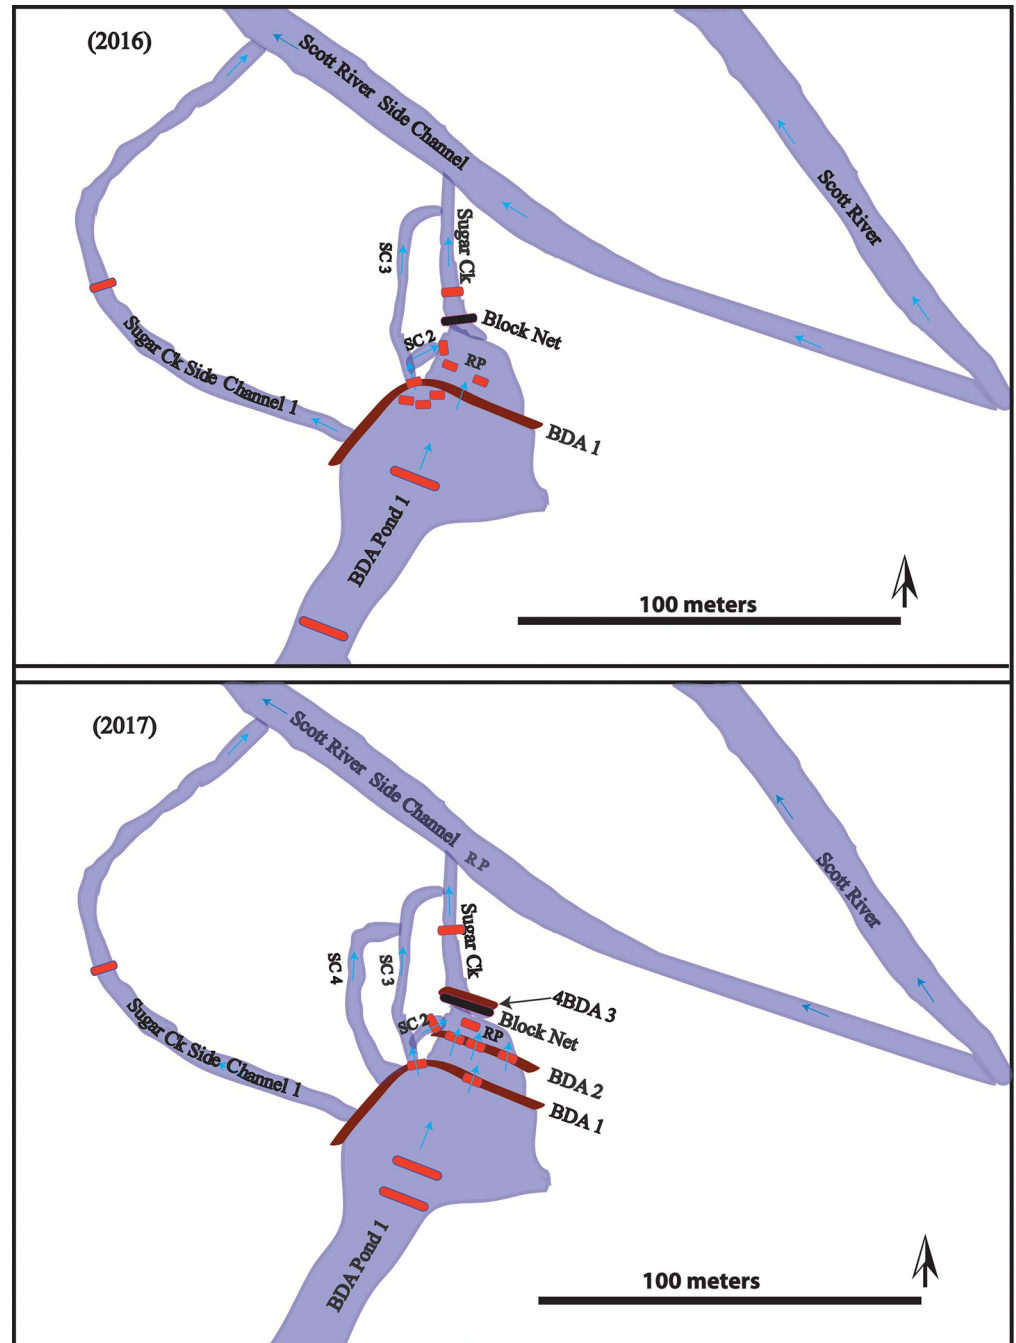 (2016)
Scott River Side Channel
Scott River
Sugar Ck
SC 3
Block Net
SC 2
RP
Sugar Ck Side Channel 1
BDA 1
BDA Pond 1
100 meters
(2017)
Scott River Side Channel RP
Scott River
Sugar Ck
SC 4
SC 3
4BDA 3
Block Net
SC 2
RP
Sugar Ck Side Channel 1
BDA 2
BDA 1
BDA Pond 1
100 meters